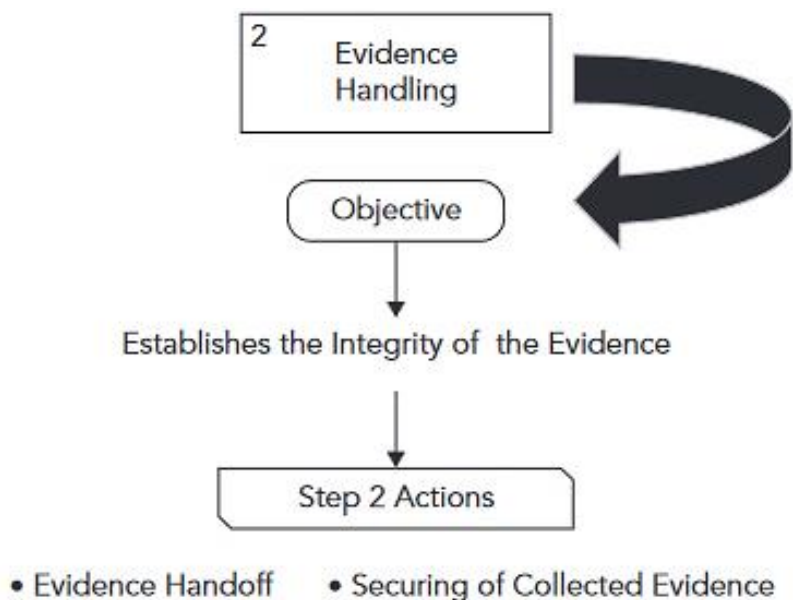 2
Evidence
Handling
Objective
Establishes the Integrity of the Evidence
Step 2 Actions
• Evidence Handoff • Securing of Collected Evidence